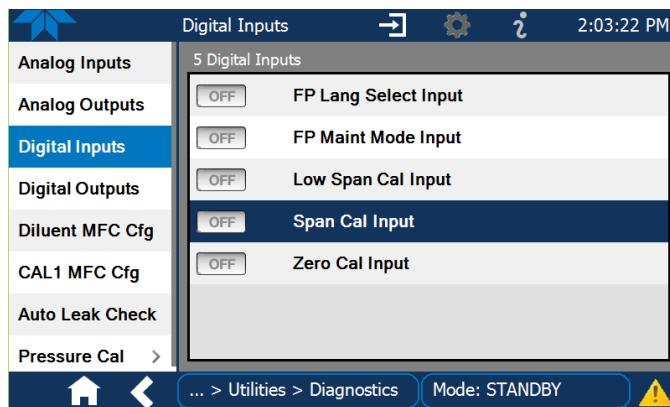 Digital Inputs 2:03:22 PM
Analog Inputs
Analog Outputs
Digital Inputs
Digital Outputs
Diluent MFC Cfg
CAL1 MFC Cfg
Auto Leak Check
Pressure Cal >
5 Digital Inputs
OFF FP Lang Select Input
OFF FP Maint Mode Input
OFF Low Span Cal Input
OFF Span Cal Input
OFF Zero Cal Input
... > Utilities > Diagnostics Mode: STANDBY